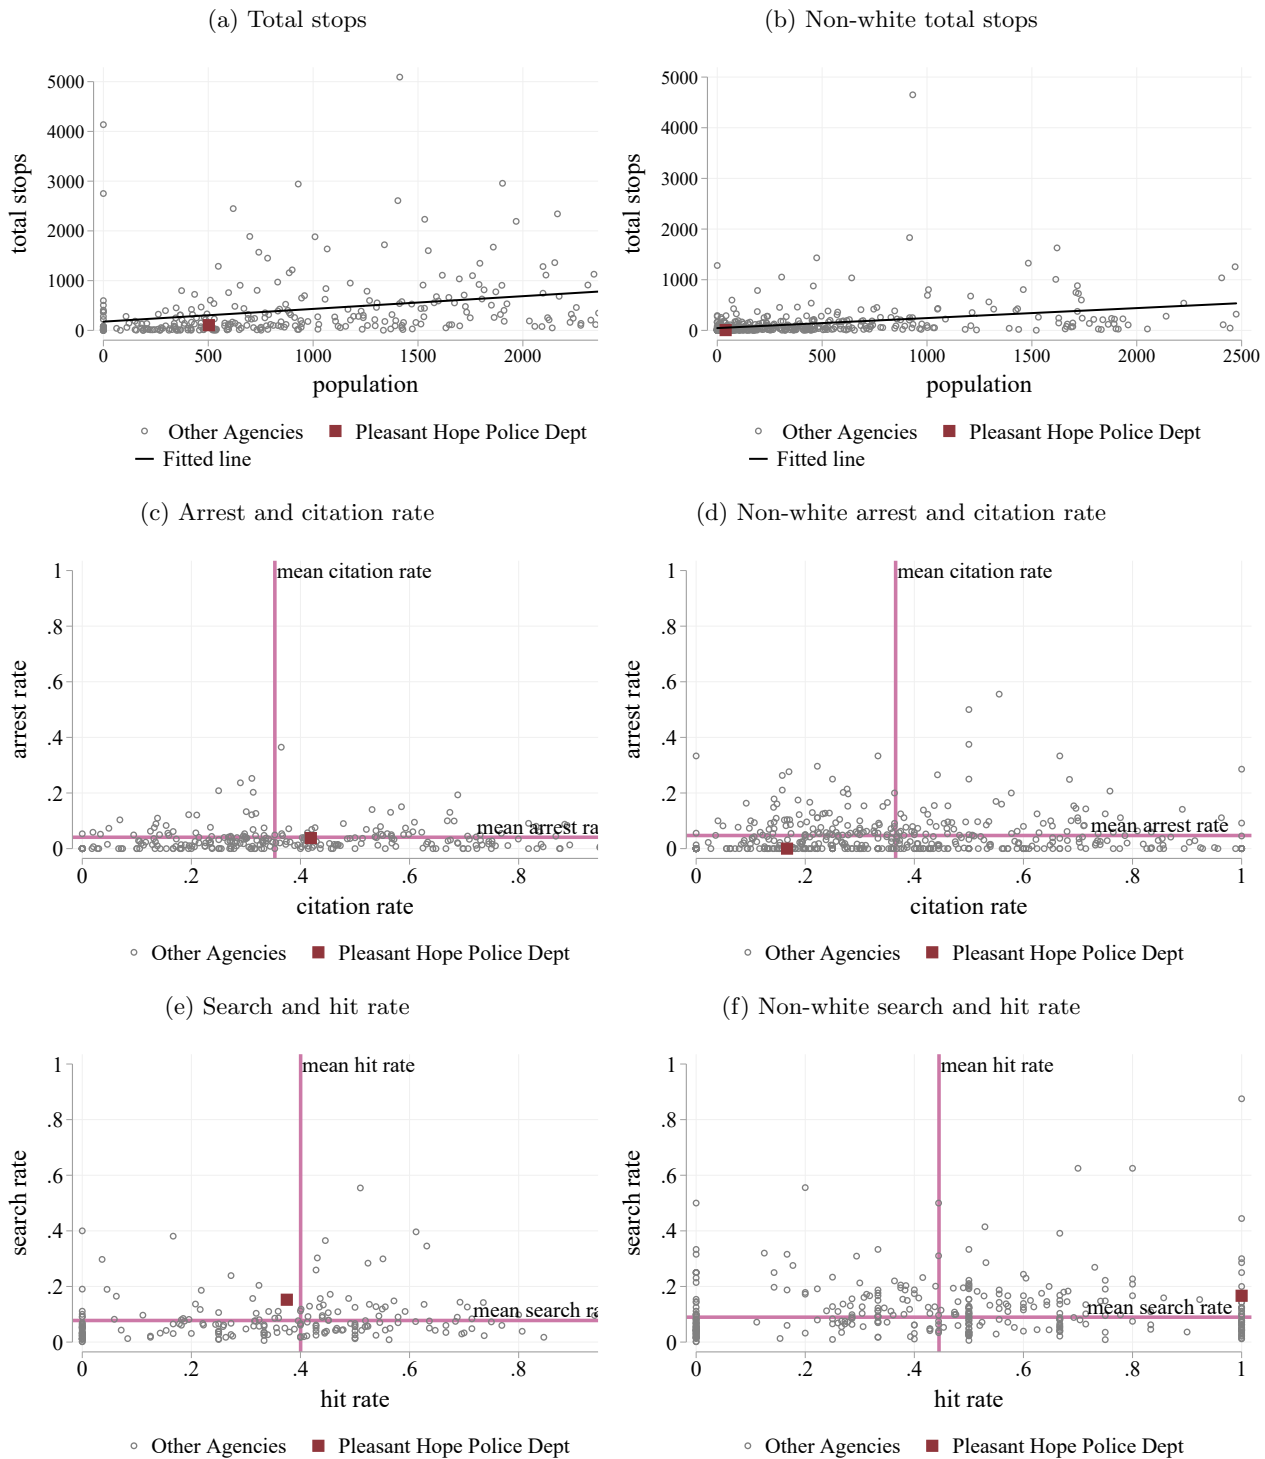 (a) Total stops
(b) Non-white total stops
total stops
5000
4000
3000
2000
1000
0
0 500 1000 1500 2000
population
Other Agencies Pleasant Hope Police Dept
Fitted line
total stops
5000
4000
3000
2000
1000
0
0 500 1000 1500 2000 2500
population
Other Agencies Pleasant Hope Police Dept
Fitted line
(c) Arrest and citation rate
(d) Non-white arrest and citation rate
arrest rate
1
.8
.6
.4
.2
0
mean citation rate
mean arrest ra
0 .2 .4 .6 .8
citation rate
Other Agencies Pleasant Hope Police Dept
arrest rate
1
.8
.6
.4
.2
0
mean citation rate
mean arrest rate
0 .2 .4 .6 .8 1
citation rate
Other Agencies Pleasant Hope Police Dept
(e) Search and hit rate
(f) Non-white search and hit rate
search rate
1
.8
.6
.4
.2
0
mean hit rate
mean search ra
0 .2 .4 .6 .8
hit rate
Other Agencies Pleasant Hope Police Dept
search rate
1
.8
.6
.4
.2
0
mean hit rate
mean search rate
0 .2 .4 .6 .8 1
hit rate
Other Agencies Pleasant Hope Police Dept